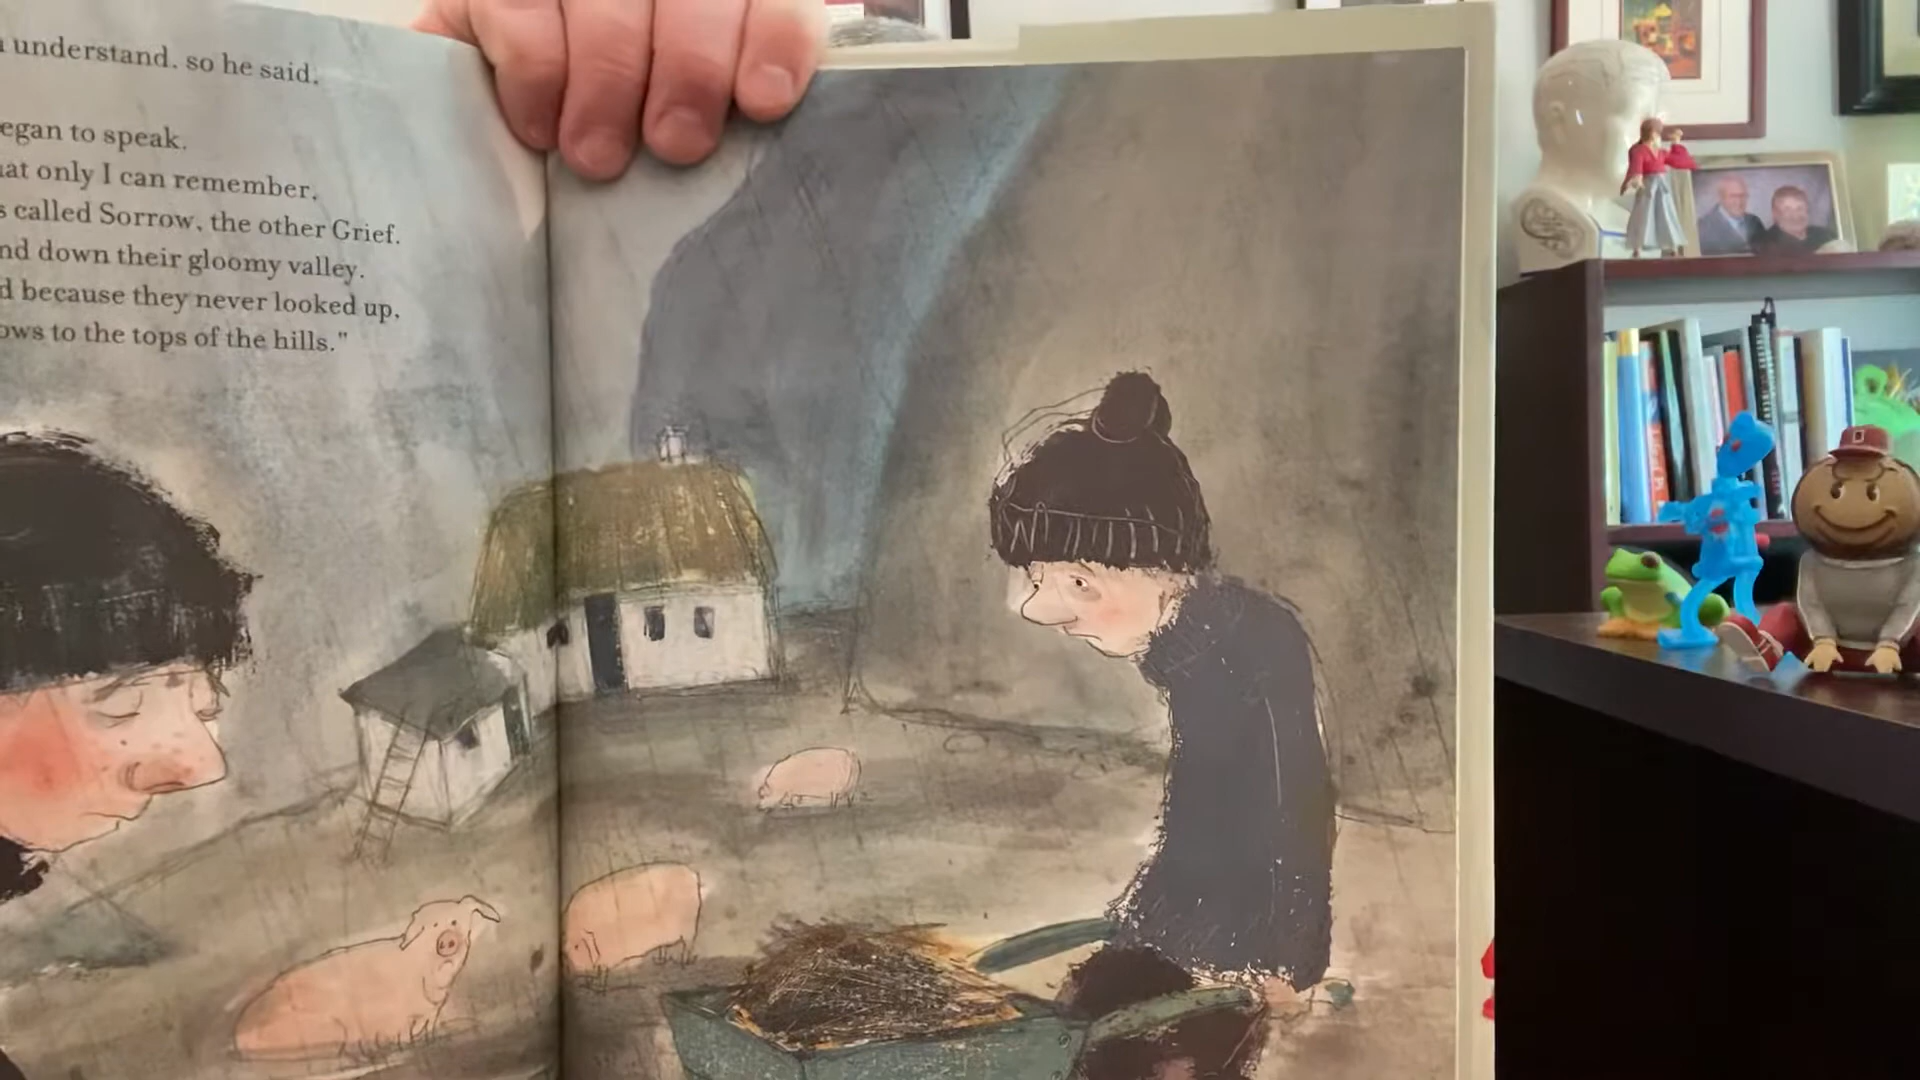 understand. so he said.
egan to speak.
at only I can remember.
s called Sorrow, the other Grief.
nd down their gloomy valley.
d because they never looked up,
ows to the tops of the hills."